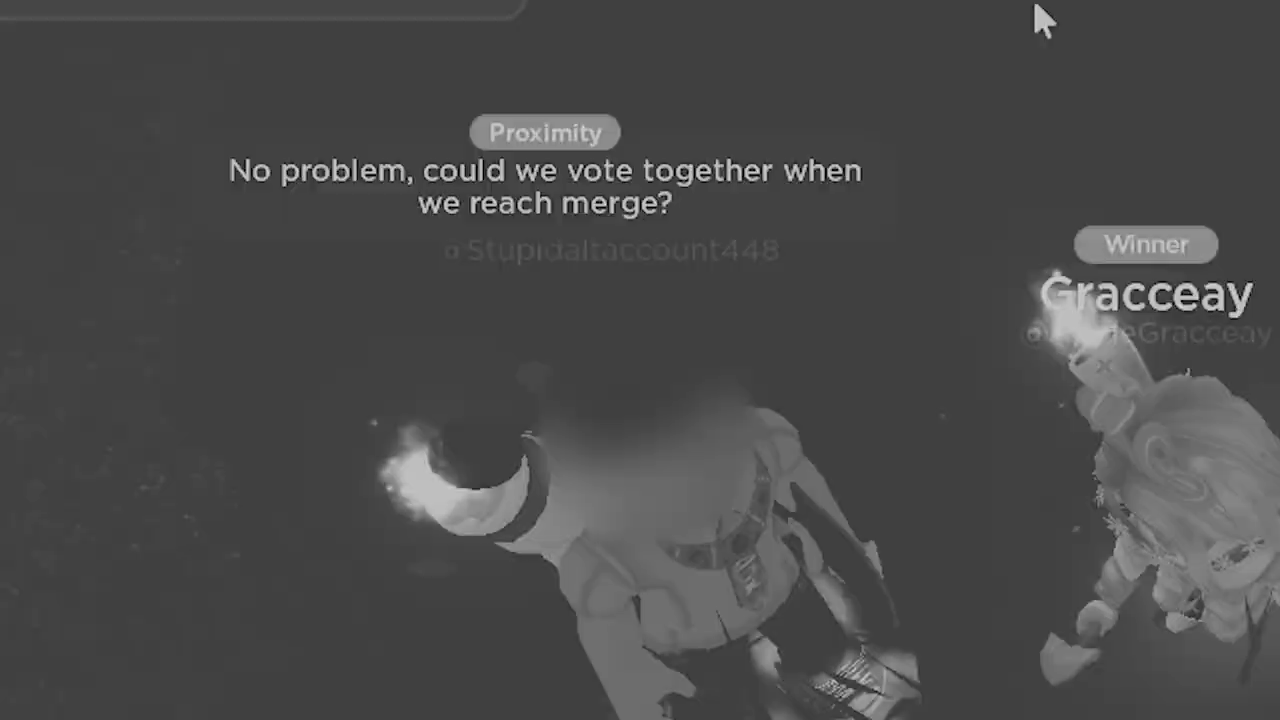 Proximity
No problem, could we vote together when
we reach merge?
@Stupidaltaccount448
Winner
Gracceay